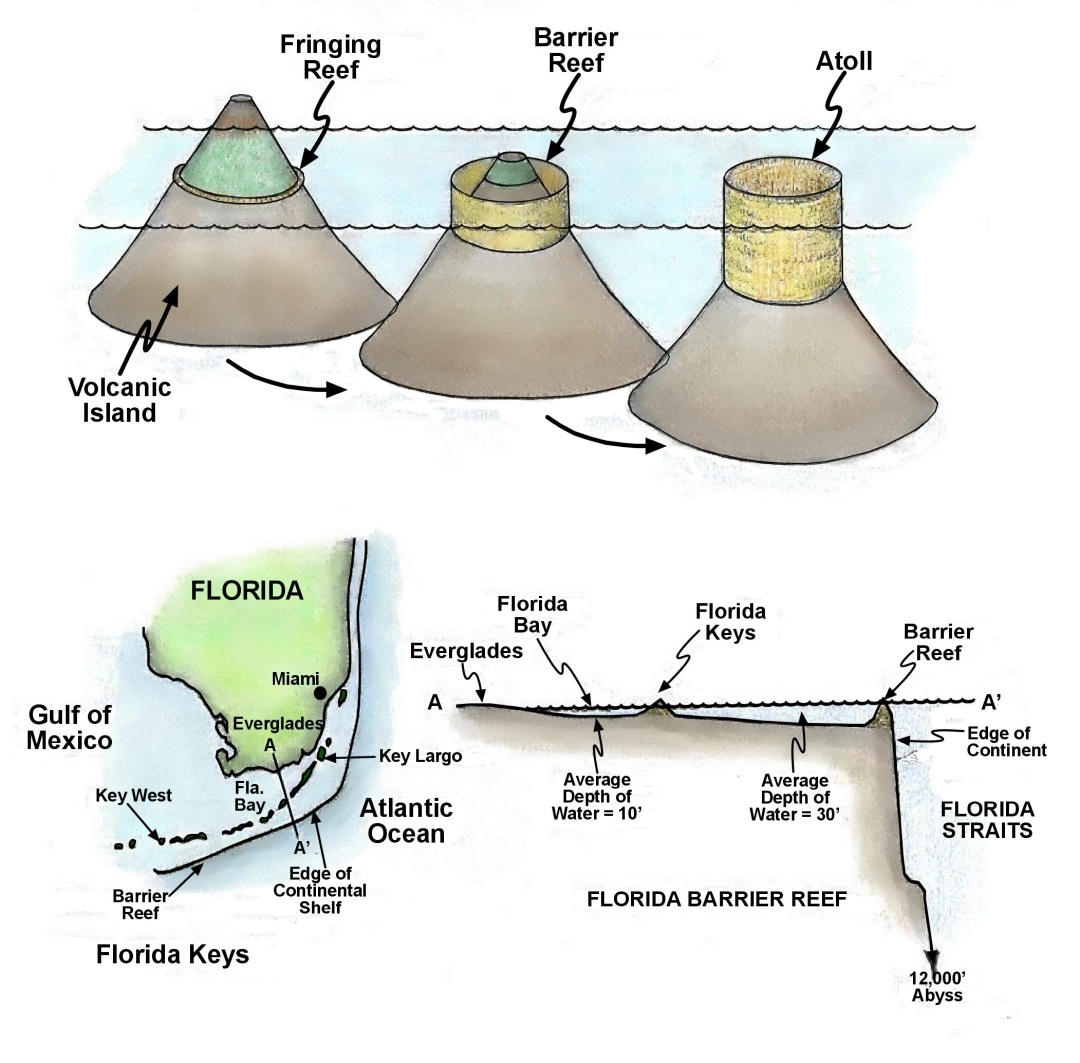 Fringing
Reef
Barrier
Reef
Atoll
Volcanic
Island
FLORIDA
Miami
Everglades
A
Gulf of
Mexico
Key Largo
Fla.
Bay
Key West
Atlantic
Ocean
A'
Edge of
Continental
Shelf
Barrier
Reef
Florida Keys
Florida
Bay
Florida
Keys
Everglades
Barrier
Reef
A
A'
Edge of
Continent
Average
Depth of
Water = 10'
Average
Depth of
Water = 30'
FLORIDA
STRAITS
FLORIDA BARRIER REEF
12,000'
Abyss